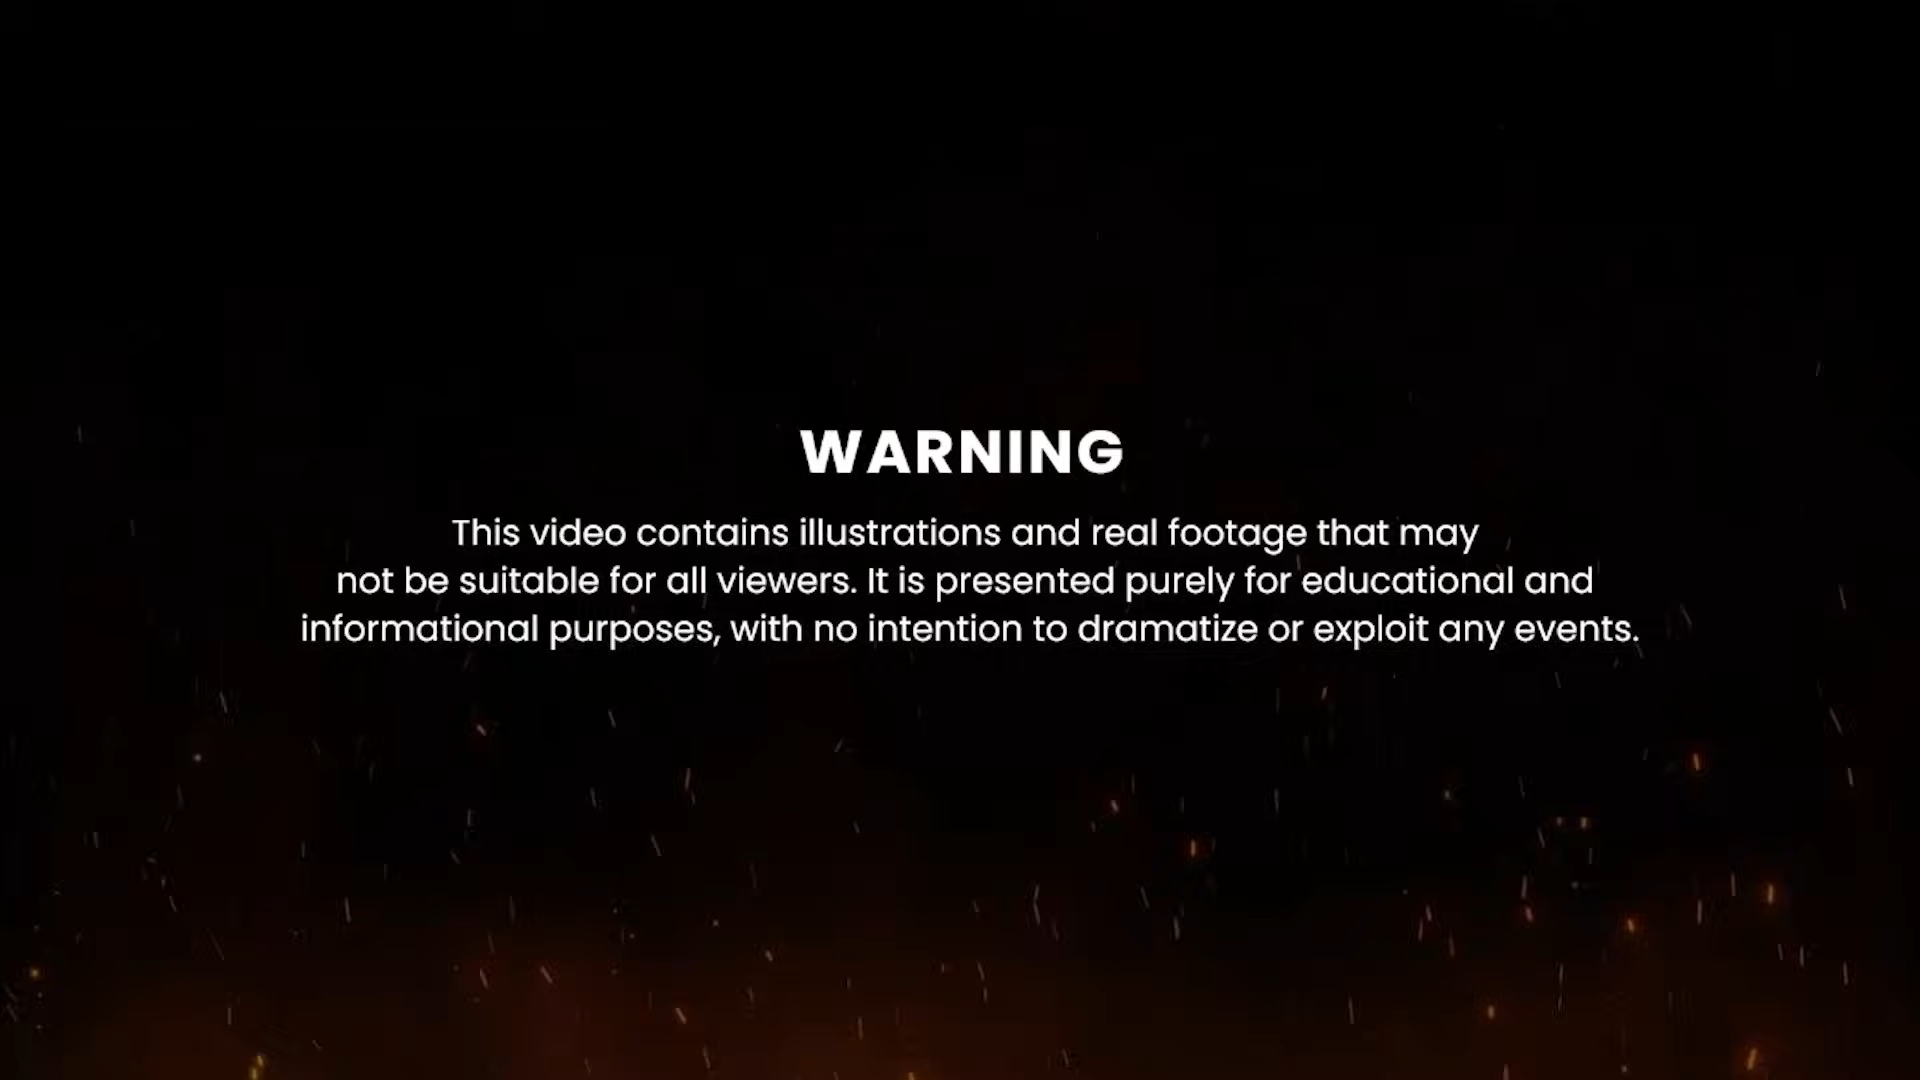 WARNING
This video contains illustrations and real footage that may
not be suitable for all viewers. It is presented purely for educational and
informational purposes, with no intention to dramatize or exploit any events.